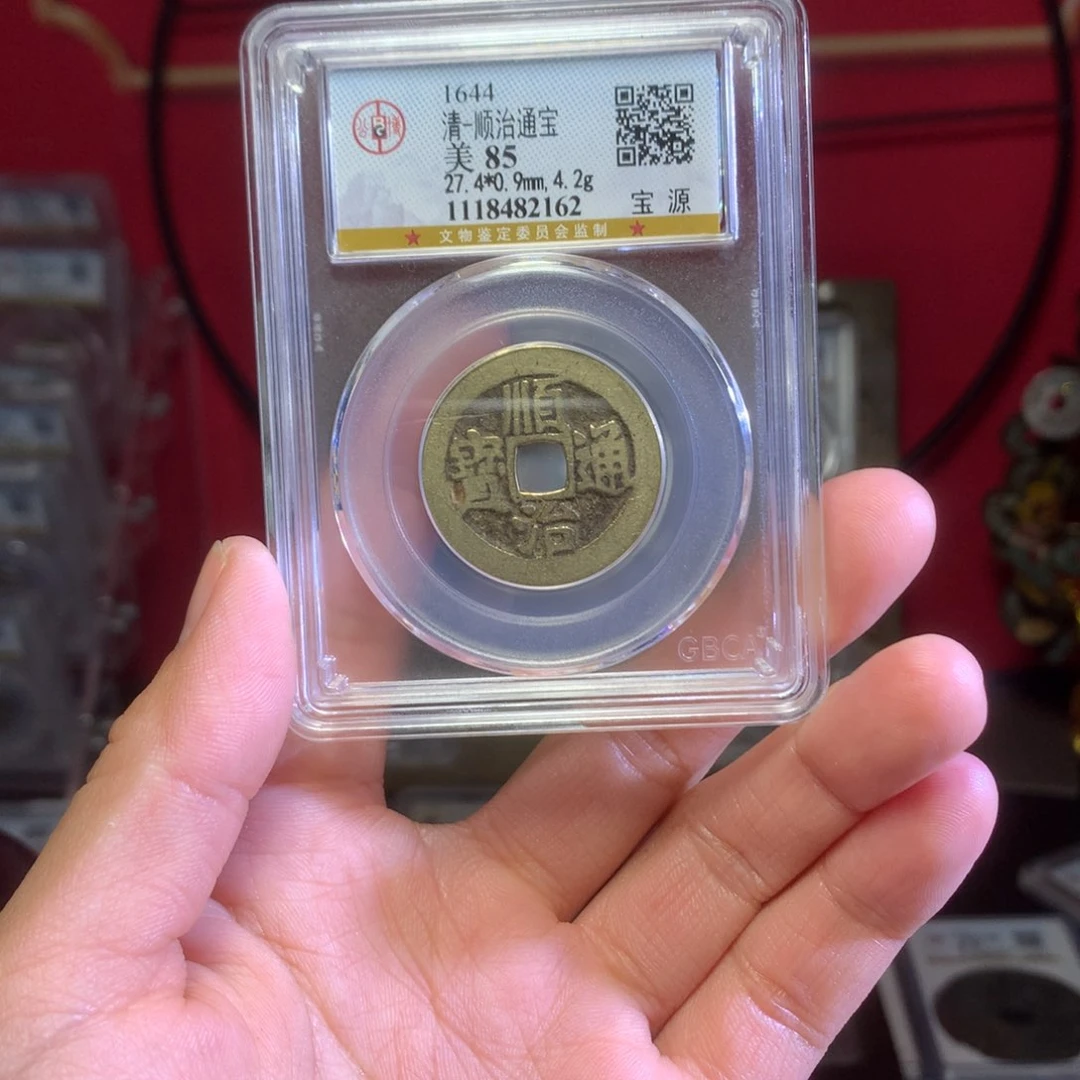 1644
清-顺治通宝
美 85
27.4*0.9mm,4.2g
1118482162
宝 源
★ 文物鉴定委员会监制 ★
順
寶 通
治
GBCA